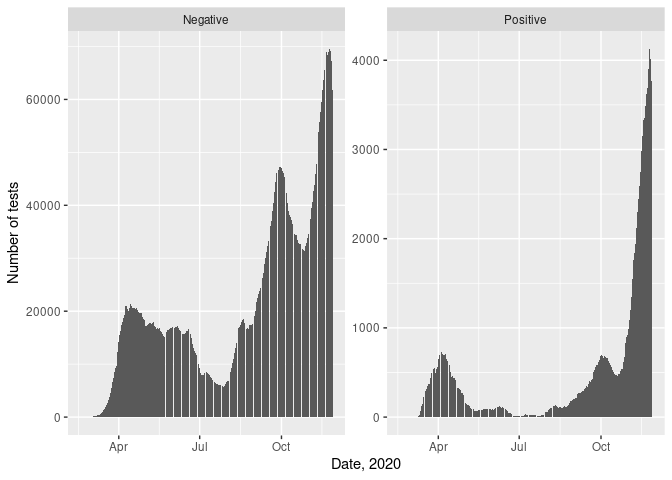 Negative
Positive
Number of tests
60000
40000
20000
0
4000
3000
2000
1000
0
Apr
Jul
Oct
Apr
Jul
Oct
Date, 2020